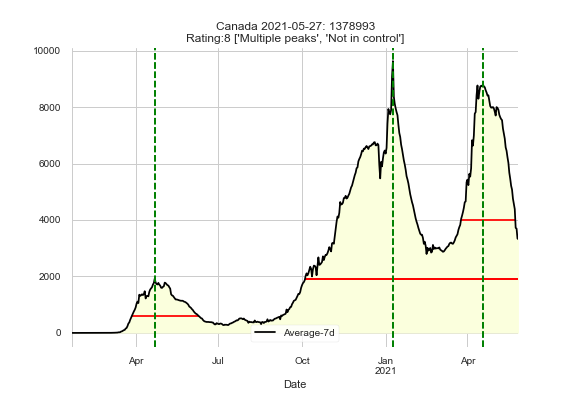 Canada 2021-05-27: 1378993
Rating:8 ['Multiple peaks', 'Not in control']
10000
8000
6000
4000
2000
0
Average-7d
Apr
Jul
Oct
Jan
2021
Apr
Date